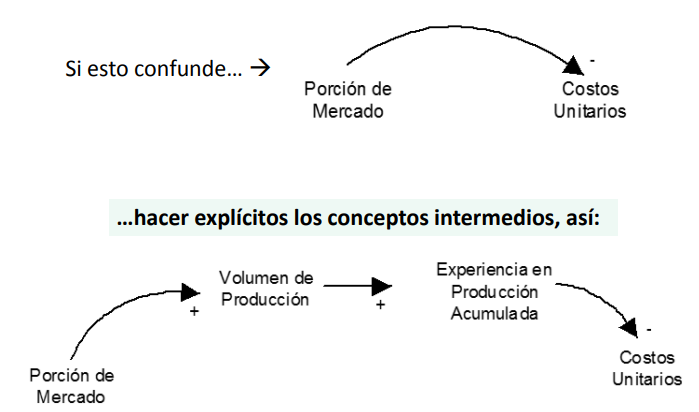 Si esto confunde... →
Porción de
Mercado
-
Costos
Unitarios
...hacer explícitos los conceptos intermedios, así:
Volumen de
Producción
+
Experiencia en
Producción
Acumulada
+
-
Costos
Unitarios
Porción de
Mercado